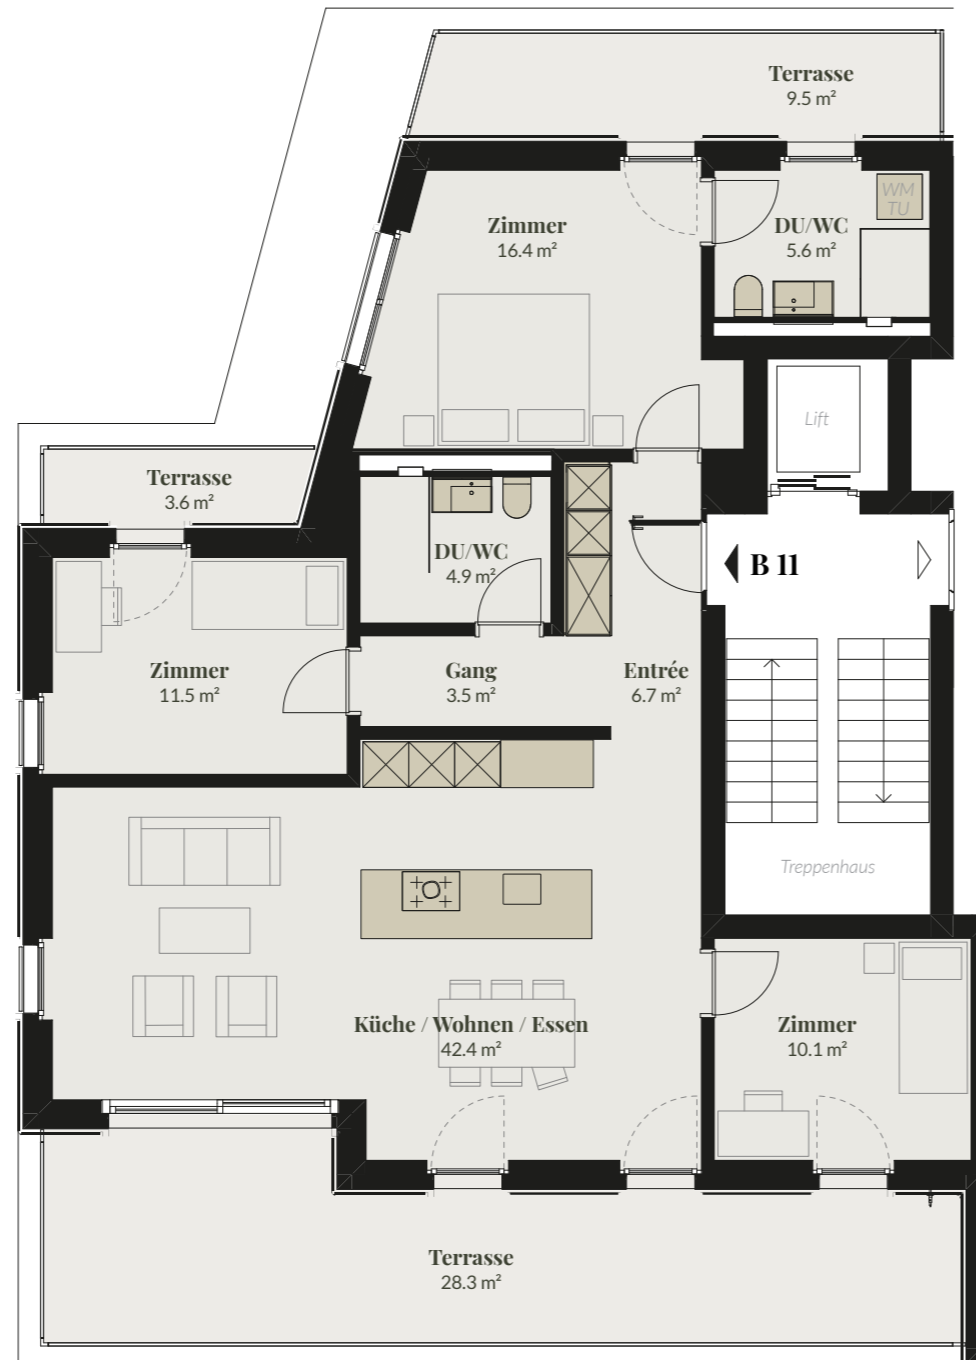 Terrasse
9.5 m²
Zimmer
16.4 m²
DU/WC
5.6 m²
WM
TU
Lift
Terrasse
3.6 m²
DU/WC
4.9 m²
B 11
Zimmer
11.5 m²
Gang
3.5 m²
Entrée
6.7 m²
Treppenhaus
Küche / Wohnen / Essen
42.4 m²
Zimmer
10.1 m²
Terrasse
28.3 m²